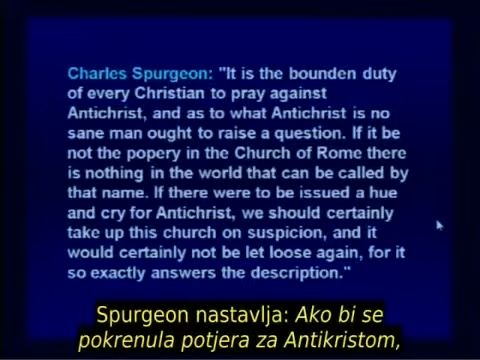 Charles Spurgeon: "It is the bounden duty
of every Christian to pray against
Antichrist, and as to what Antichrist is no
sane man ought to raise a question. If it be
not the popery in the Church of Rome there
is nothing in the world that can be called by
that name. If there were to be issued a hue
and cry for Antichrist, we should certainly
take up this church on suspicion, and it
would certainly not be let loose again, for it
so exactly answers the description."
Spurgeon nastavlja: Ako bi se
pokrenula potjera za Antikristom,